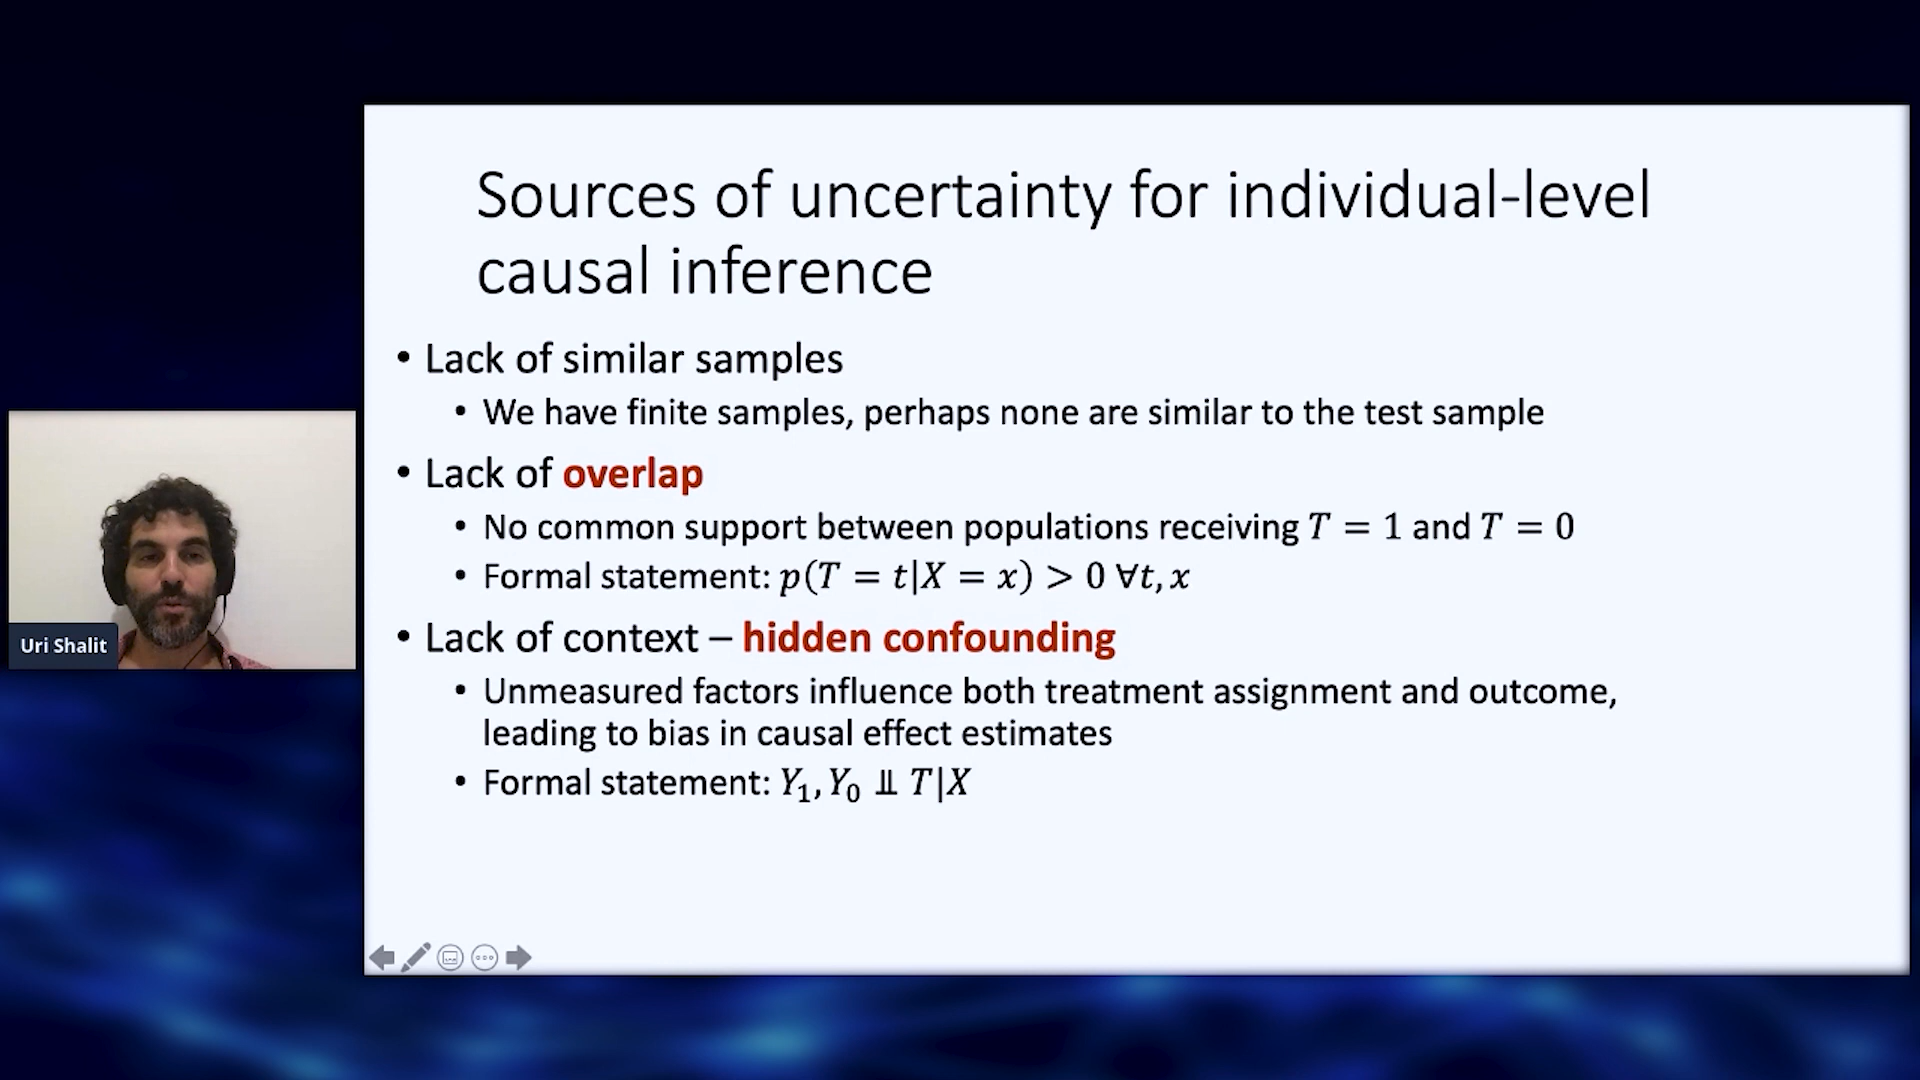 Sources of uncertainty for individual-level
causal inference
• Lack of similar samples
• We have finite samples, perhaps none are similar to the test sample
• Lack of overlap
• No common support between populations receiving T = 1 and T = 0
• Formal statement: p(T = t|X = x) > 0 ∀t, x
• Lack of context – hidden confounding
• Unmeasured factors influence both treatment assignment and outcome,
leading to bias in causal effect estimates
• Formal statement: Y₁, Y₀ ⫫ T|X
Uri Shalit